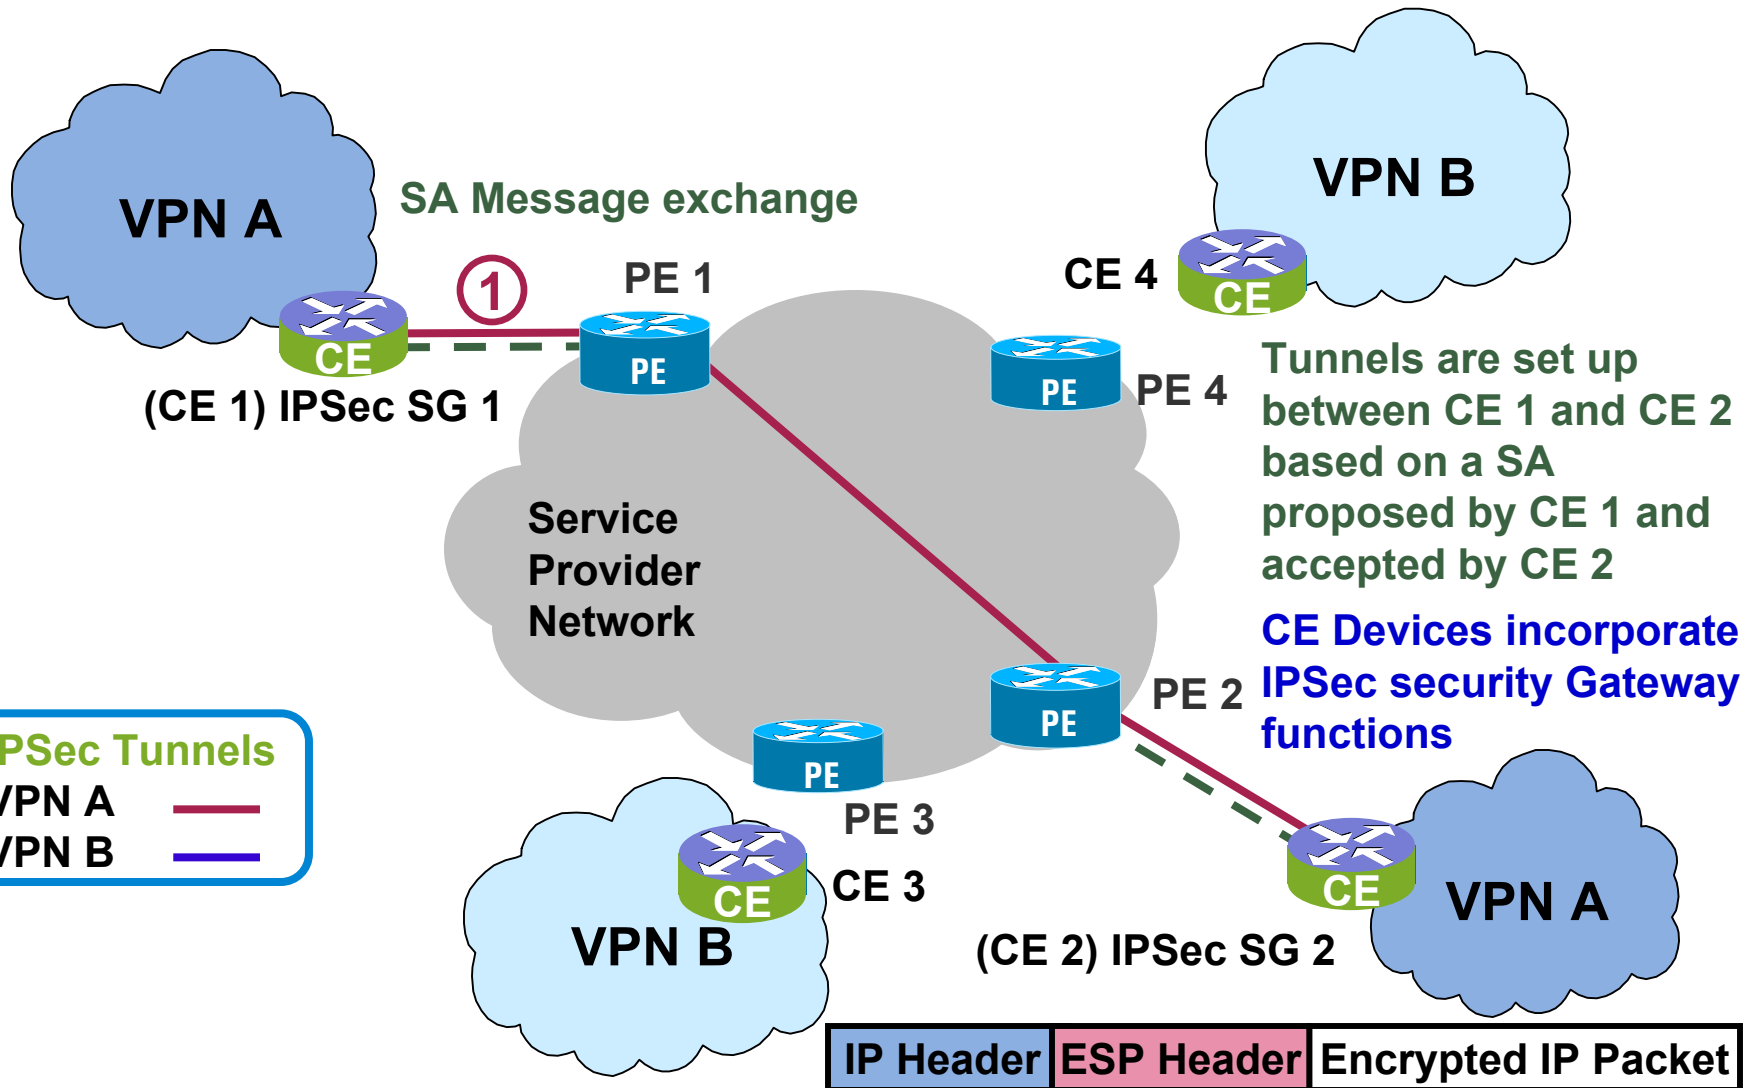 VPN A
SA Message exchange
1
PE 1
CE
PE
(CE 1) IPSec SG 1
VPN B
CE 4
CE
PE
PE 4
Tunnels are set up
between CE 1 and CE 2
based on a SA
proposed by CE 1 and
accepted by CE 2
Service
Provider
Network
CE Devices incorporate
IPSec security Gateway
functions
PE 2
PE
PSec Tunnels
VPN A
VPN B
PE
PE 3
CE
CE 3
VPN B
CE
VPN A
(CE 2) IPSec SG 2
IP Header
ESP Header
Encrypted IP Packet